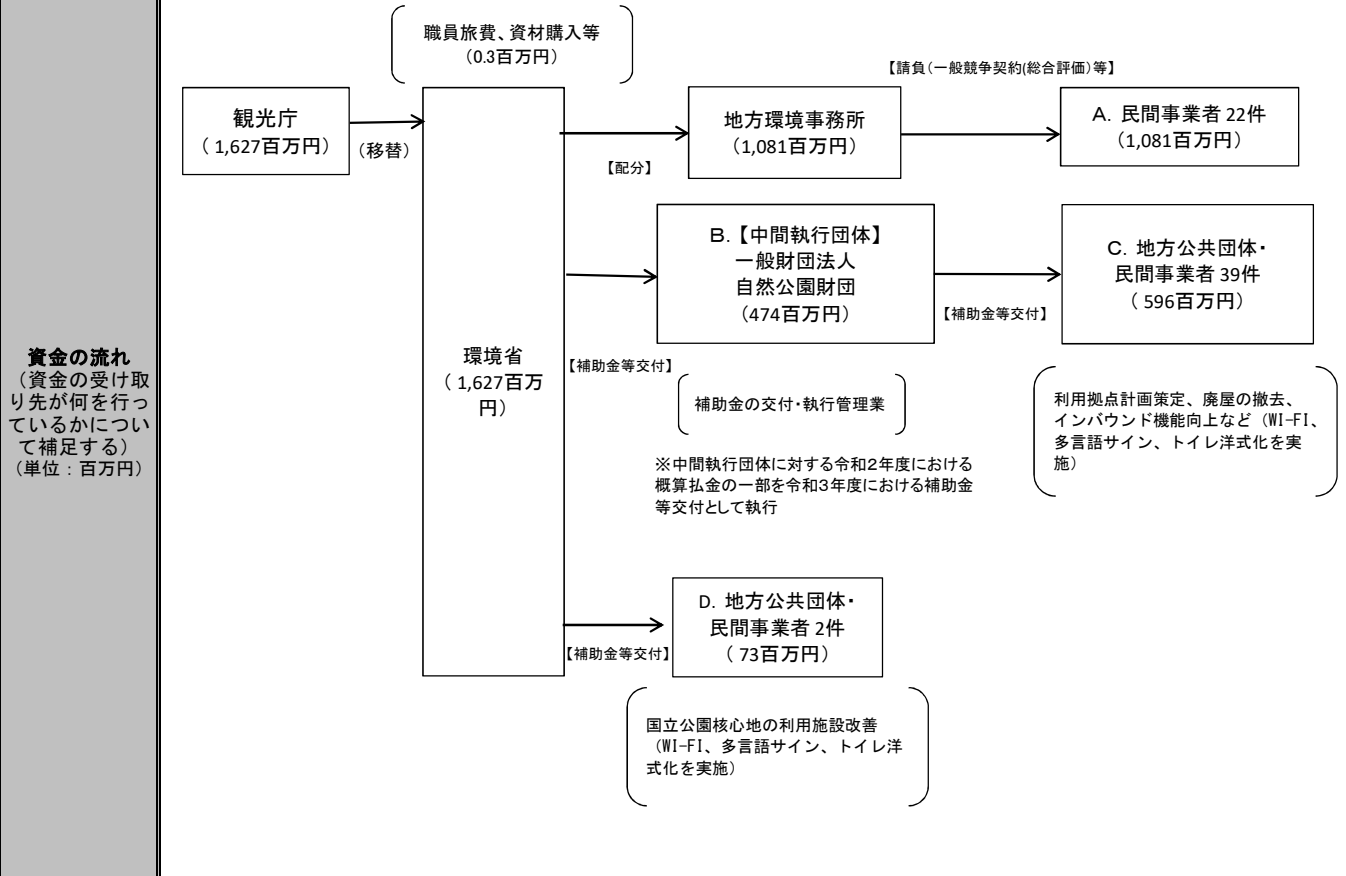 資金の流れ
（資金の受け取
り先が何を行っ
ているかについ
て補足する）
（単位：百万円）
職員旅費、資材購入等
（0.3百万円）
観光庁
（ 1,627百万円）
（移替）
環境省
（ 1,627百万
円）
【配分】
地方環境事務所
（1,081百万円）
【請負（一般競争契約(総合評価)等】
A. 民間事業者 22件
（1,081百万円）
【補助金等交付】
B.【中間執行団体】
一般財団法人
自然公園財団
（474百万円）
【補助金等交付】
C. 地方公共団体・
民間事業者 39件
（ 596百万円）
補助金の交付・執行管理業
※中間執行団体に対する令和２年度における
概算払金の一部を令和３年度における補助金
等交付として執行
利用拠点計画策定、廃屋の撤去、
インバウンド機能向上など（WI-FI、
多言語サイン、トイレ洋式化を実
施）
【補助金等交付】
D. 地方公共団体・
民間事業者 2件
（ 73百万円）
国立公園核心地の利用施設改善
（WI-FI、多言語サイン、トイレ洋
式化を実施）